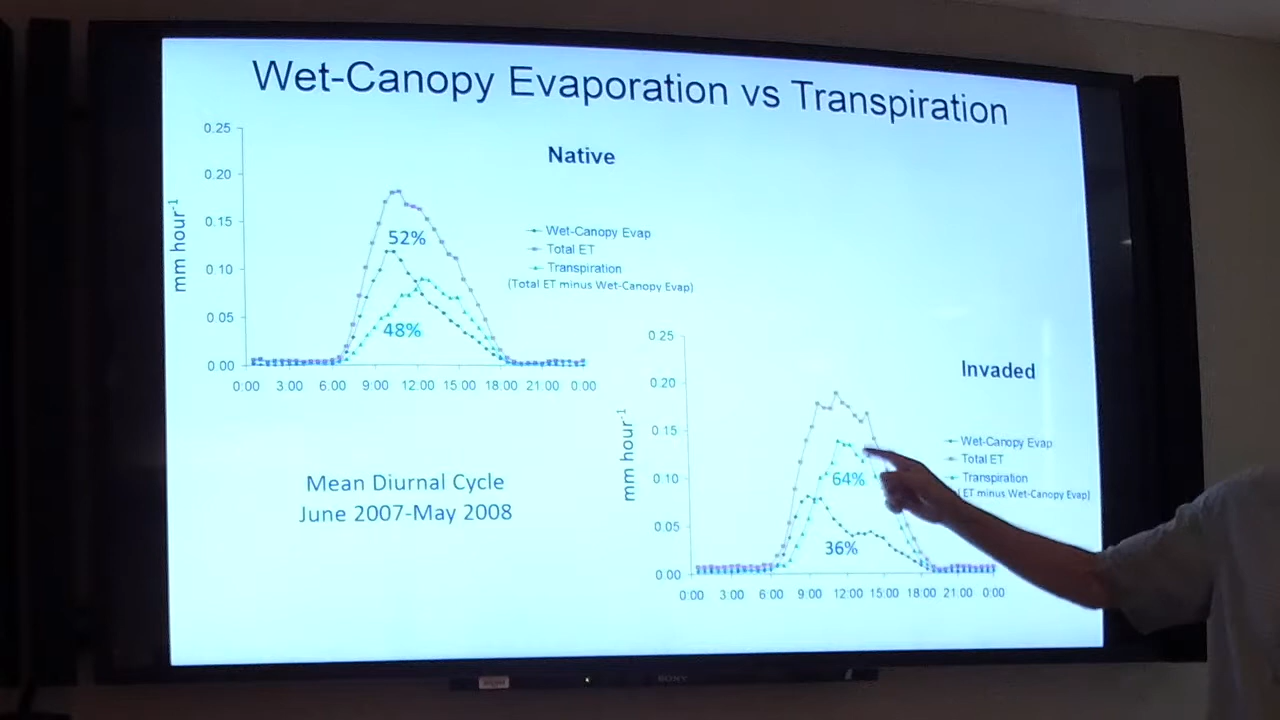 Wet-Canopy Evaporation vs Transpiration
Native
0.25
0.20
0.15
0.10
0.05
0.00
mm hour-1
52%
48%
Wet-Canopy Evap
Total ET
Transpiration
(Total ET minus Wet-Canopy Evap)
0:00 3:00 6:00 9:00 12:00 15:00 18:00 21:00 0:00
Mean Diurnal Cycle
June 2007-May 2008
Invaded
0.25
0.20
0.15
0.10
0.05
0.00
mm hour-1
64%
36%
Wet-Canopy Evap
Total ET
Transpiration
ET minus Wet-Canopy Evap)
0:00 3:00 6:00 9:00 12:00 15:00 18:00 21:00 0:00
SONY